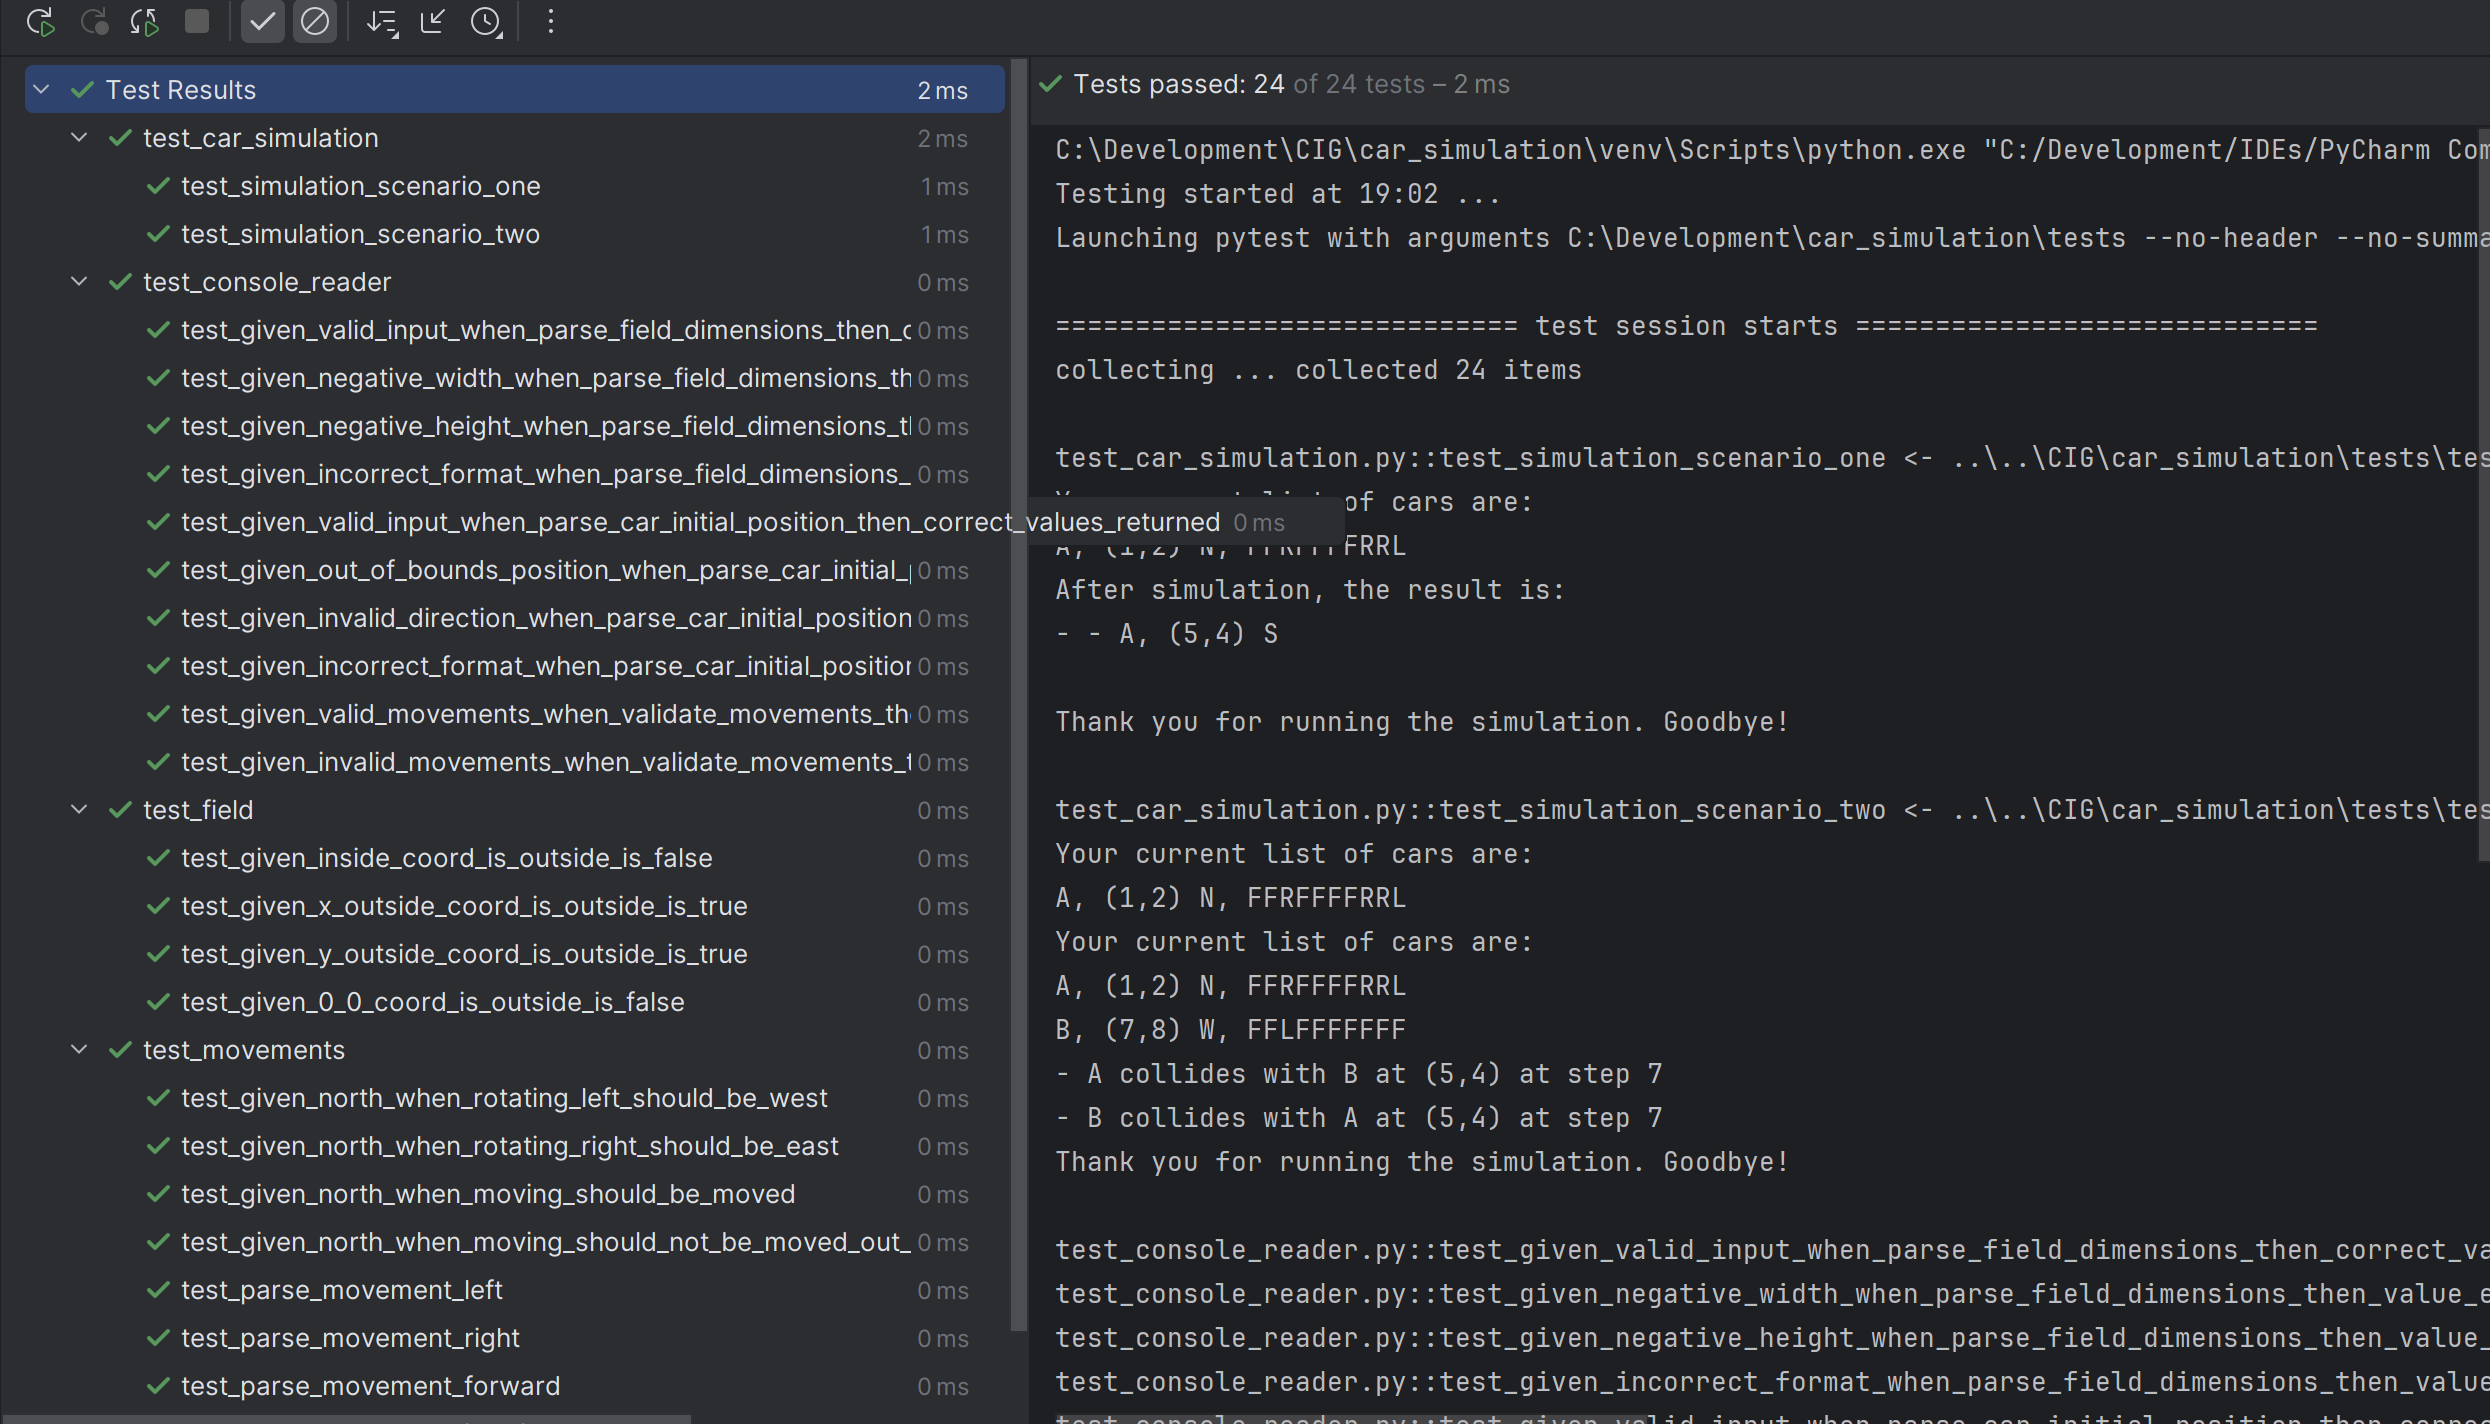 Test Results 2 ms
test_car_simulation 2 ms
test_simulation_scenario_one 1 ms
test_simulation_scenario_two 1 ms
test_console_reader 0 ms
test_given_valid_input_when_parse_field_dimensions_then_c 0 ms
test_given_negative_width_when_parse_field_dimensions_th 0 ms
test_given_negative_height_when_parse_field_dimensions_t 0 ms
test_given_incorrect_format_when_parse_field_dimensions_ 0 ms
test_given_valid_input_when_parse_car_initial_position_then_correct_values_returned 0 ms
test_given_out_of_bounds_position_when_parse_car_initial_p 0 ms
test_given_invalid_direction_when_parse_car_initial_position 0 ms
test_given_incorrect_format_when_parse_car_initial_position 0 ms
test_given_valid_movements_when_validate_movements_the 0 ms
test_given_invalid_movements_when_validate_movements_t 0 ms
test_field 0 ms
test_given_inside_coord_is_outside_is_false 0 ms
test_given_x_outside_coord_is_outside_is_true 0 ms
test_given_y_outside_coord_is_outside_is_true 0 ms
test_given_0_0_coord_is_outside_is_false 0 ms
test_movements 0 ms
test_given_north_when_rotating_left_should_be_west 0 ms
test_given_north_when_rotating_right_should_be_east 0 ms
test_given_north_when_moving_should_be_moved 0 ms
test_given_north_when_moving_should_not_be_moved_out_ 0 ms
test_parse_movement_left 0 ms
test_parse_movement_right 0 ms
test_parse_movement_forward 0 ms
Tests passed: 24 of 24 tests – 2 ms
C:\Development\CIG\car_simulation\venv\Scripts\python.exe "C:/Development/IDEs/PyCharm Com
Testing started at 19:02 ...
Launching pytest with arguments C:\Development\car_simulation\tests --no-header --no-summa
============================= test session starts =============================
collecting ... collected 24 items
test_car_simulation.py::test_simulation_scenario_one <- ..\..\CIG\car_simulation\tests\tes
of cars are:
A, (1,2) N, FFRFFFFRRL
After simulation, the result is:
- - A, (5,4) S
Thank you for running the simulation. Goodbye!
test_car_simulation.py::test_simulation_scenario_two <- ..\..\CIG\car_simulation\tests\tes
Your current list of cars are:
A, (1,2) N, FFRFFFFRRL
Your current list of cars are:
A, (1,2) N, FFRFFFFRRL
B, (7,8) W, FFLFFFFFFF
- A collides with B at (5,4) at step 7
- B collides with A at (5,4) at step 7
Thank you for running the simulation. Goodbye!
test_console_reader.py::test_given_valid_input_when_parse_field_dimensions_then_correct_va
test_console_reader.py::test_given_negative_width_when_parse_field_dimensions_then_value_e
test_console_reader.py::test_given_negative_height_when_parse_field_dimensions_then_value_
test_console_reader.py::test_given_incorrect_format_when_parse_field_dimensions_then_value